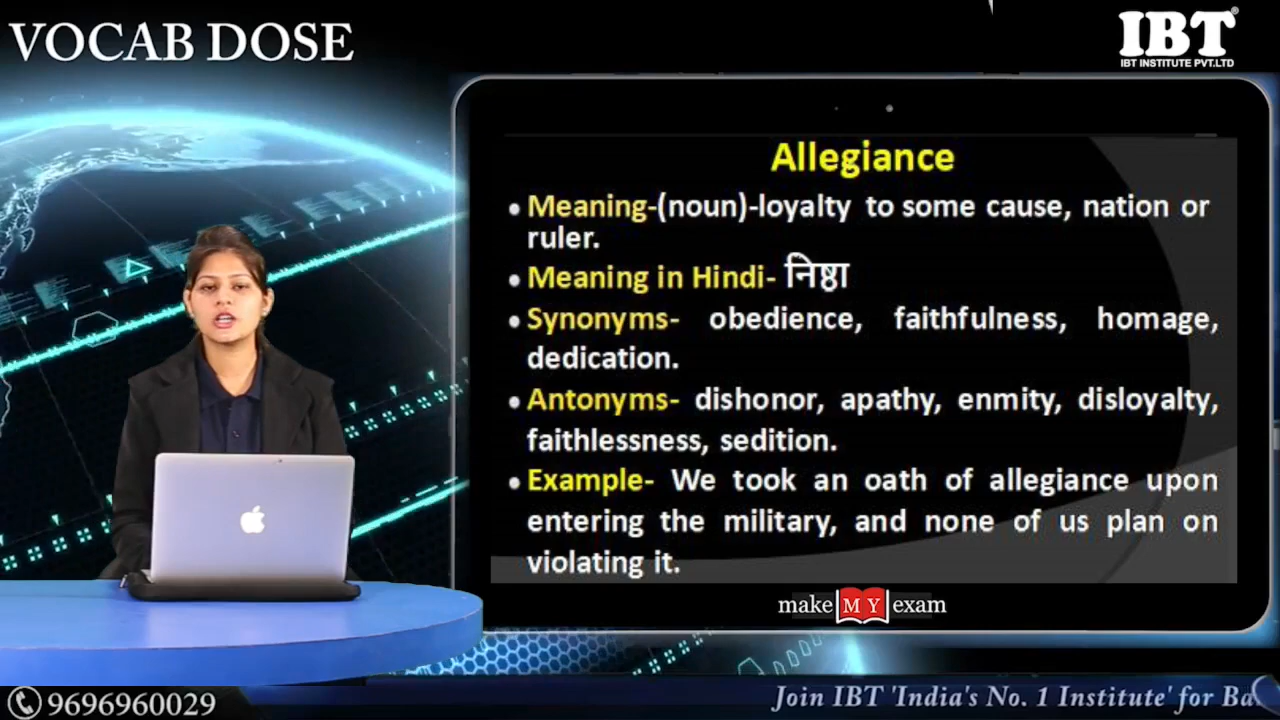 VOCAB DOSE
IBT®
IBT INSTITUTE PVT.LTD
Allegiance
• Meaning-(noun)-loyalty to some cause, nation or
ruler.
• Meaning in Hindi- निष्ठा
• Synonyms- obedience, faithfulness, homage,
dedication.
• Antonyms- dishonor, apathy, enmity, disloyalty,
faithlessness, sedition.
• Example- We took an oath of allegiance upon
entering the military, and none of us plan on
violating it.
make MY exam
9696960029
Join IBT 'India's No. 1 Institute' for